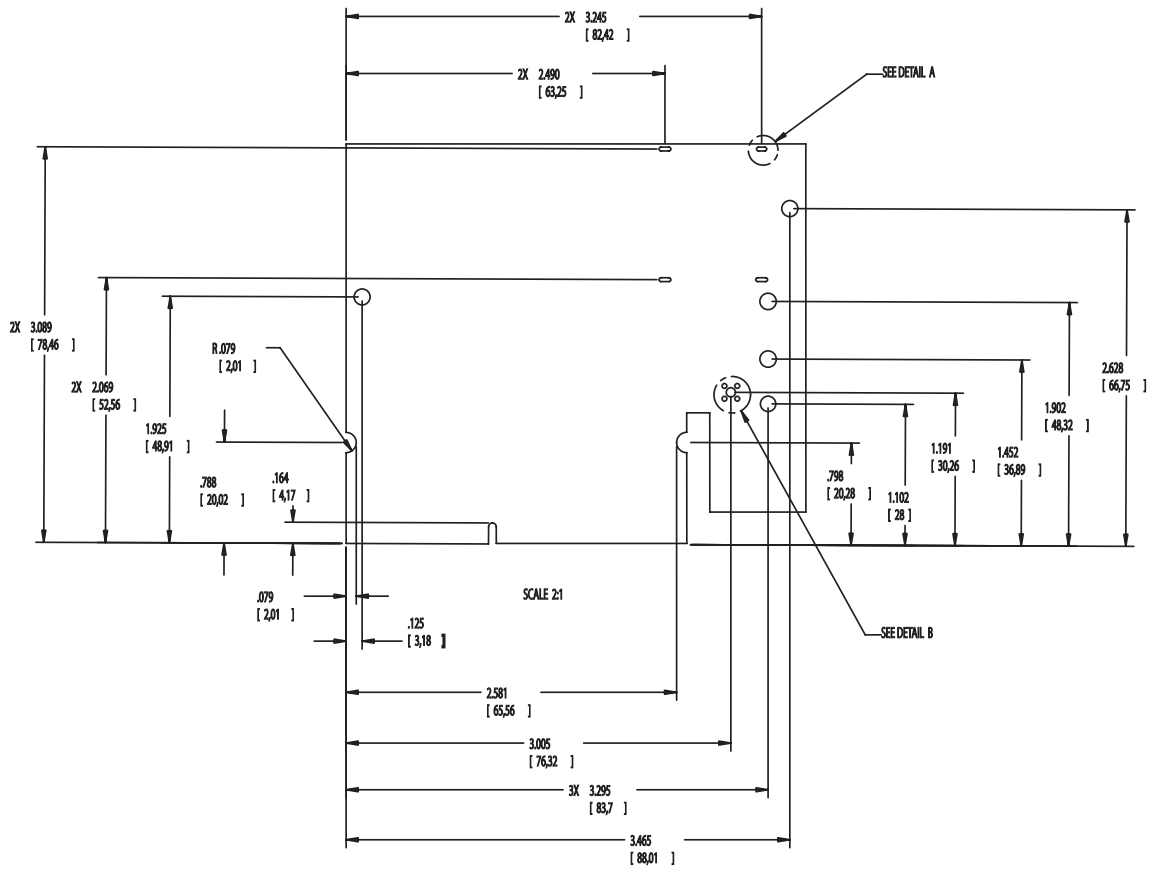 2X 3.245
[ 82,42 ]
2X 2.490
[ 63,25 ]
SEE DETAIL A
2X 3.089
[ 78,46 ]
R .079
[ 2,01 ]
2X 2.069
[ 52,56 ]
2.628
[ 66,75 ]
1.925
[ 48,91 ]
1.902
[ 48,32 ]
1.191
[ 30,26 ]
1.452
[ 36,89 ]
.788
[ 20,02 ]
.164
[ 4,17 ]
.798
[ 20,28 ]
1.102
[ 28 ]
.079
[ 2,01 ]
SCALE 2:1
.125
[ 3,18 ]
SEE DETAIL B
2.581
[ 65,56 ]
3.005
[ 76,32 ]
3X 3.295
[ 83,7 ]
3.465
[ 88,01 ]